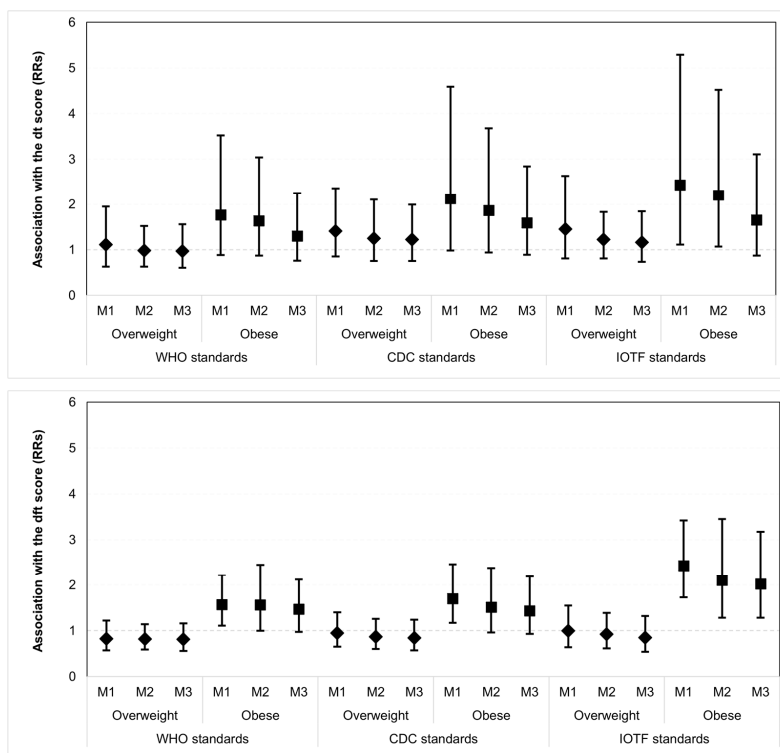 Association with the dt score (RRs)
6
5
4
3
2
1
0
M1 M2 M3 M1 M2 M3 M1 M2 M3 M1 M2 M3 M1 M2 M3 M1 M2 M3
Overweight Obese Overweight Obese Overweight Obese
WHO standards CDC standards IOTF standards
Association with the dft score (RRs)
6
5
4
3
2
1
0
M1 M2 M3 M1 M2 M3 M1 M2 M3 M1 M2 M3 M1 M2 M3 M1 M2 M3
Overweight Obese Overweight Obese Overweight Obese
WHO standards CDC standards IOTF standards